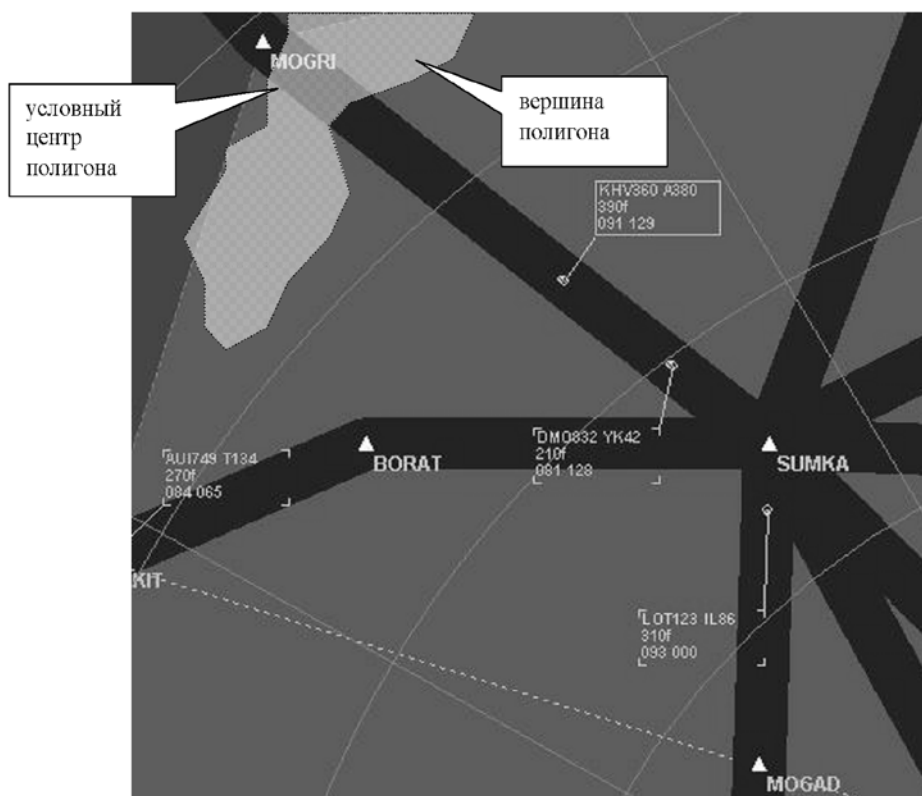 MOGRI
условный
центр
полигона
вершина
полигона
KHV360 A380
390f
091 129
DMO832 YK42
210f
081 128
AUI749 T134
270f
084 065
BORAT
SUMKA
KIT
LOT123 IL86
310f
093 000
MOGAD